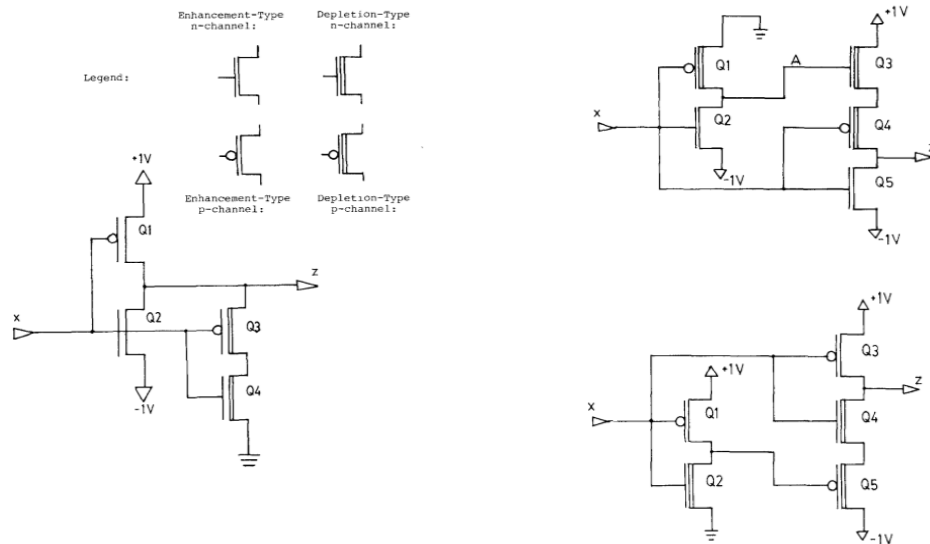 Enhancement-Type
n-channel:
Depletion-Type
n-channel:
Legend:
Enhancement-Type
p-channel:
Depletion-Type
p-channel:
+1V
Q1
x
Q2
z
Q3
Q4
-1V
+1V
Q1
A
Q3
x
Q2
Q4
-1V
z
Q5
-1V
+1V
Q3
+1V
z
x
Q1
Q4
Q2
Q5
-1V